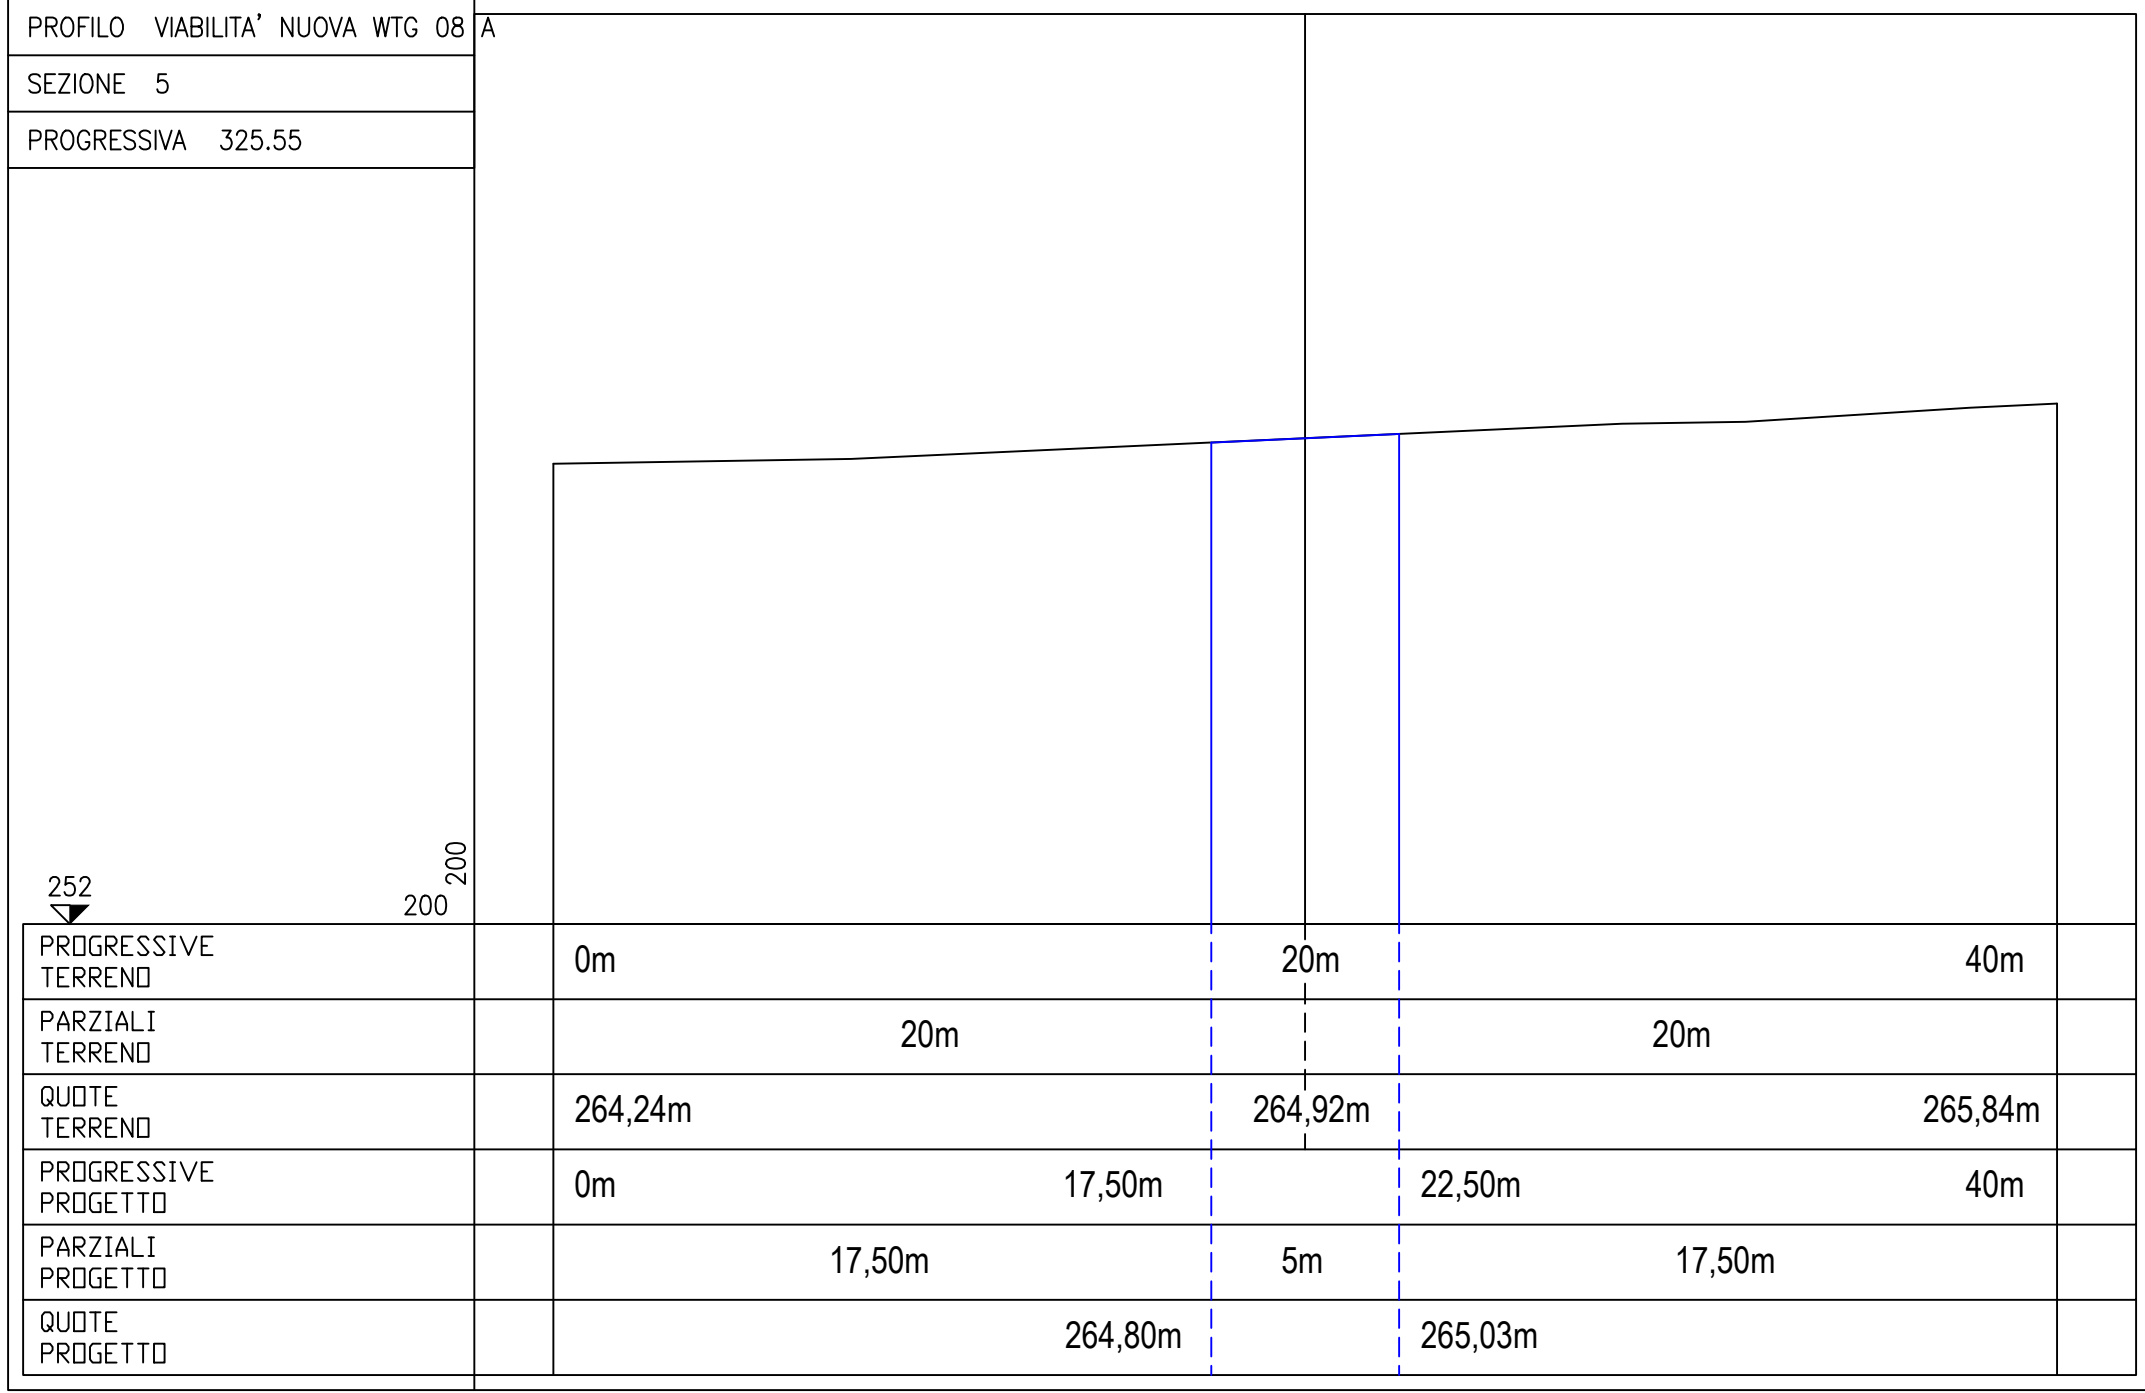 PROFILO VIABILITA' NUOVA WTG 08 A
SEZIONE 5
PROGRESSIVA 325.55
200
252
200
PROGRESSIVE
TERRENO
0m 20m 40m
PARZIALI
TERRENO
20m 20m
QUOTE
TERRENO
264,24m 264,92m 265,84m
PROGRESSIVE
PROGETTO
0m 17,50m 22,50m 40m
PARZIALI
PROGETTO
17,50m 5m 17,50m
QUOTE
PROGETTO
264,80m 265,03m